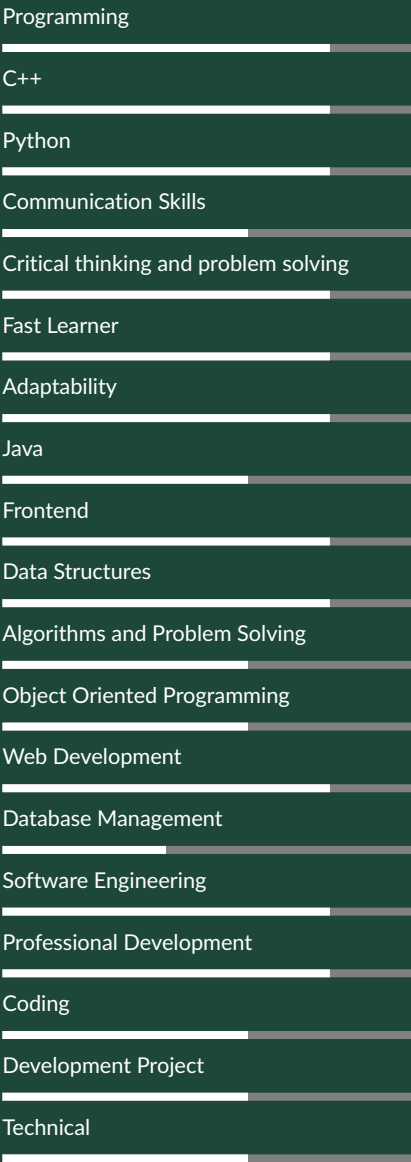 Programming
C++
Python
Communication Skills
Critical thinking and problem solving
Fast Learner
Adaptability
Java
Frontend
Data Structures
Algorithms and Problem Solving
Object Oriented Programming
Web Development
Database Management
Software Engineering
Professional Development
Coding
Development Project
Technical